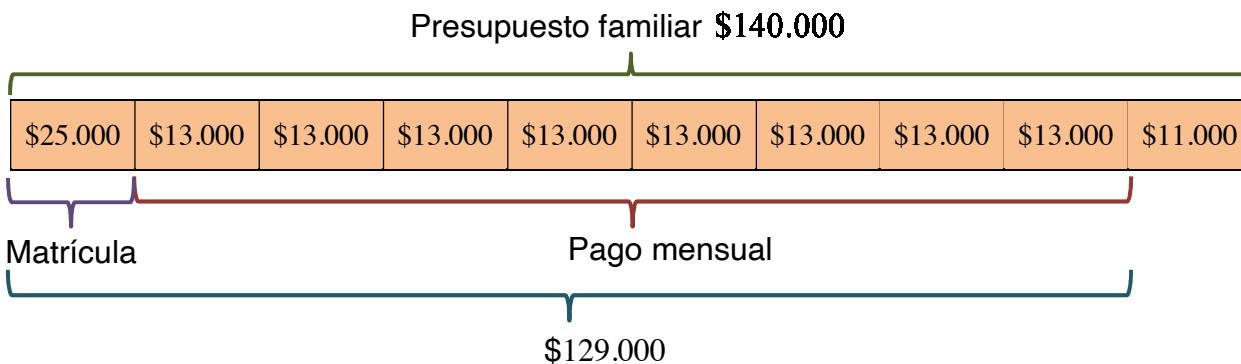 Presupuesto familiar $140.000
$25.000 $13.000 $13.000 $13.000 $13.000 $13.000 $13.000 $13.000 $13.000 $11.000
Matrícula Pago mensual
$129.000